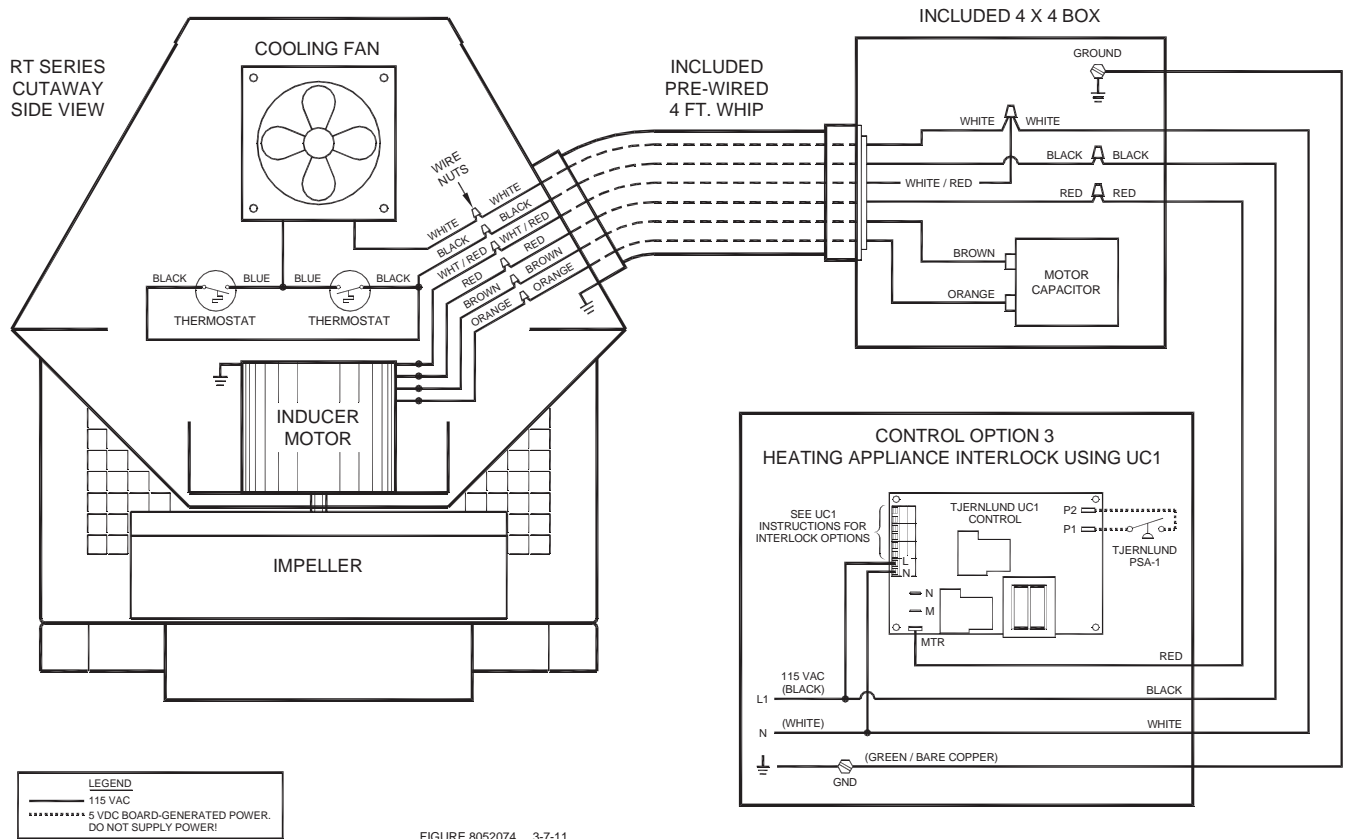 RT SERIES
CUTAWAY
SIDE VIEW
COOLING FAN
INCLUDED
PRE-WIRED
4 FT. WHIP
INCLUDED 4 X 4 BOX
GROUND
WIRE
NUTS
WHITE
WHITE
BLACK
BLACK
WHT / RED
WHT / RED
RED
RED
BROWN
BROWN
ORANGE
ORANGE
WHITE
WHITE
BLACK
BLACK
WHITE / RED
RED
RED
BROWN
ORANGE
MOTOR
CAPACITOR
BLACK
BLUE
BLUE
BLACK
THERMOSTAT
THERMOSTAT
INDUCER
MOTOR
IMPELLER
CONTROL OPTION 3
HEATING APPLIANCE INTERLOCK USING UC1
SEE UC1
INSTRUCTIONS FOR
INTERLOCK OPTIONS
TJERNLUND UC1
CONTROL
P2
P1
TJERNLUND
PSA-1
L
N
N
M
MTR
RED
115 VAC
(BLACK)
L1
BLACK
N
(WHITE)
WHITE
(GREEN / BARE COPPER)
GND
LEGEND
115 VAC
5 VDC BOARD-GENERATED POWER.
DO NOT SUPPLY POWER!
FIGURE 8052074 3-7-11